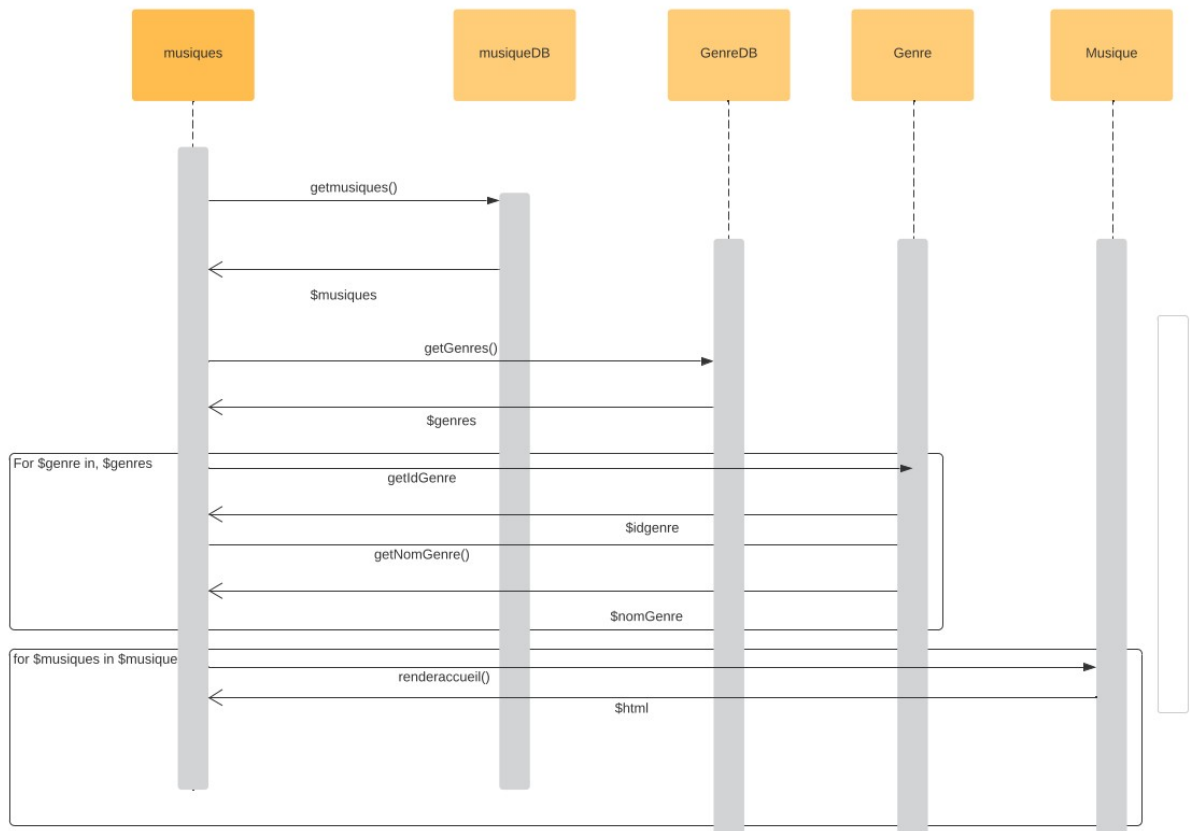 musiques
musiqueDB
GenreDB
Genre
Musique
getmusiques()
$musiques
getGenres()
$genres
For $genre in, $genres
getIdGenre
$idgenre
getNomGenre()
$nomGenre
for $musiques in $musique
renderaccueil()
$html